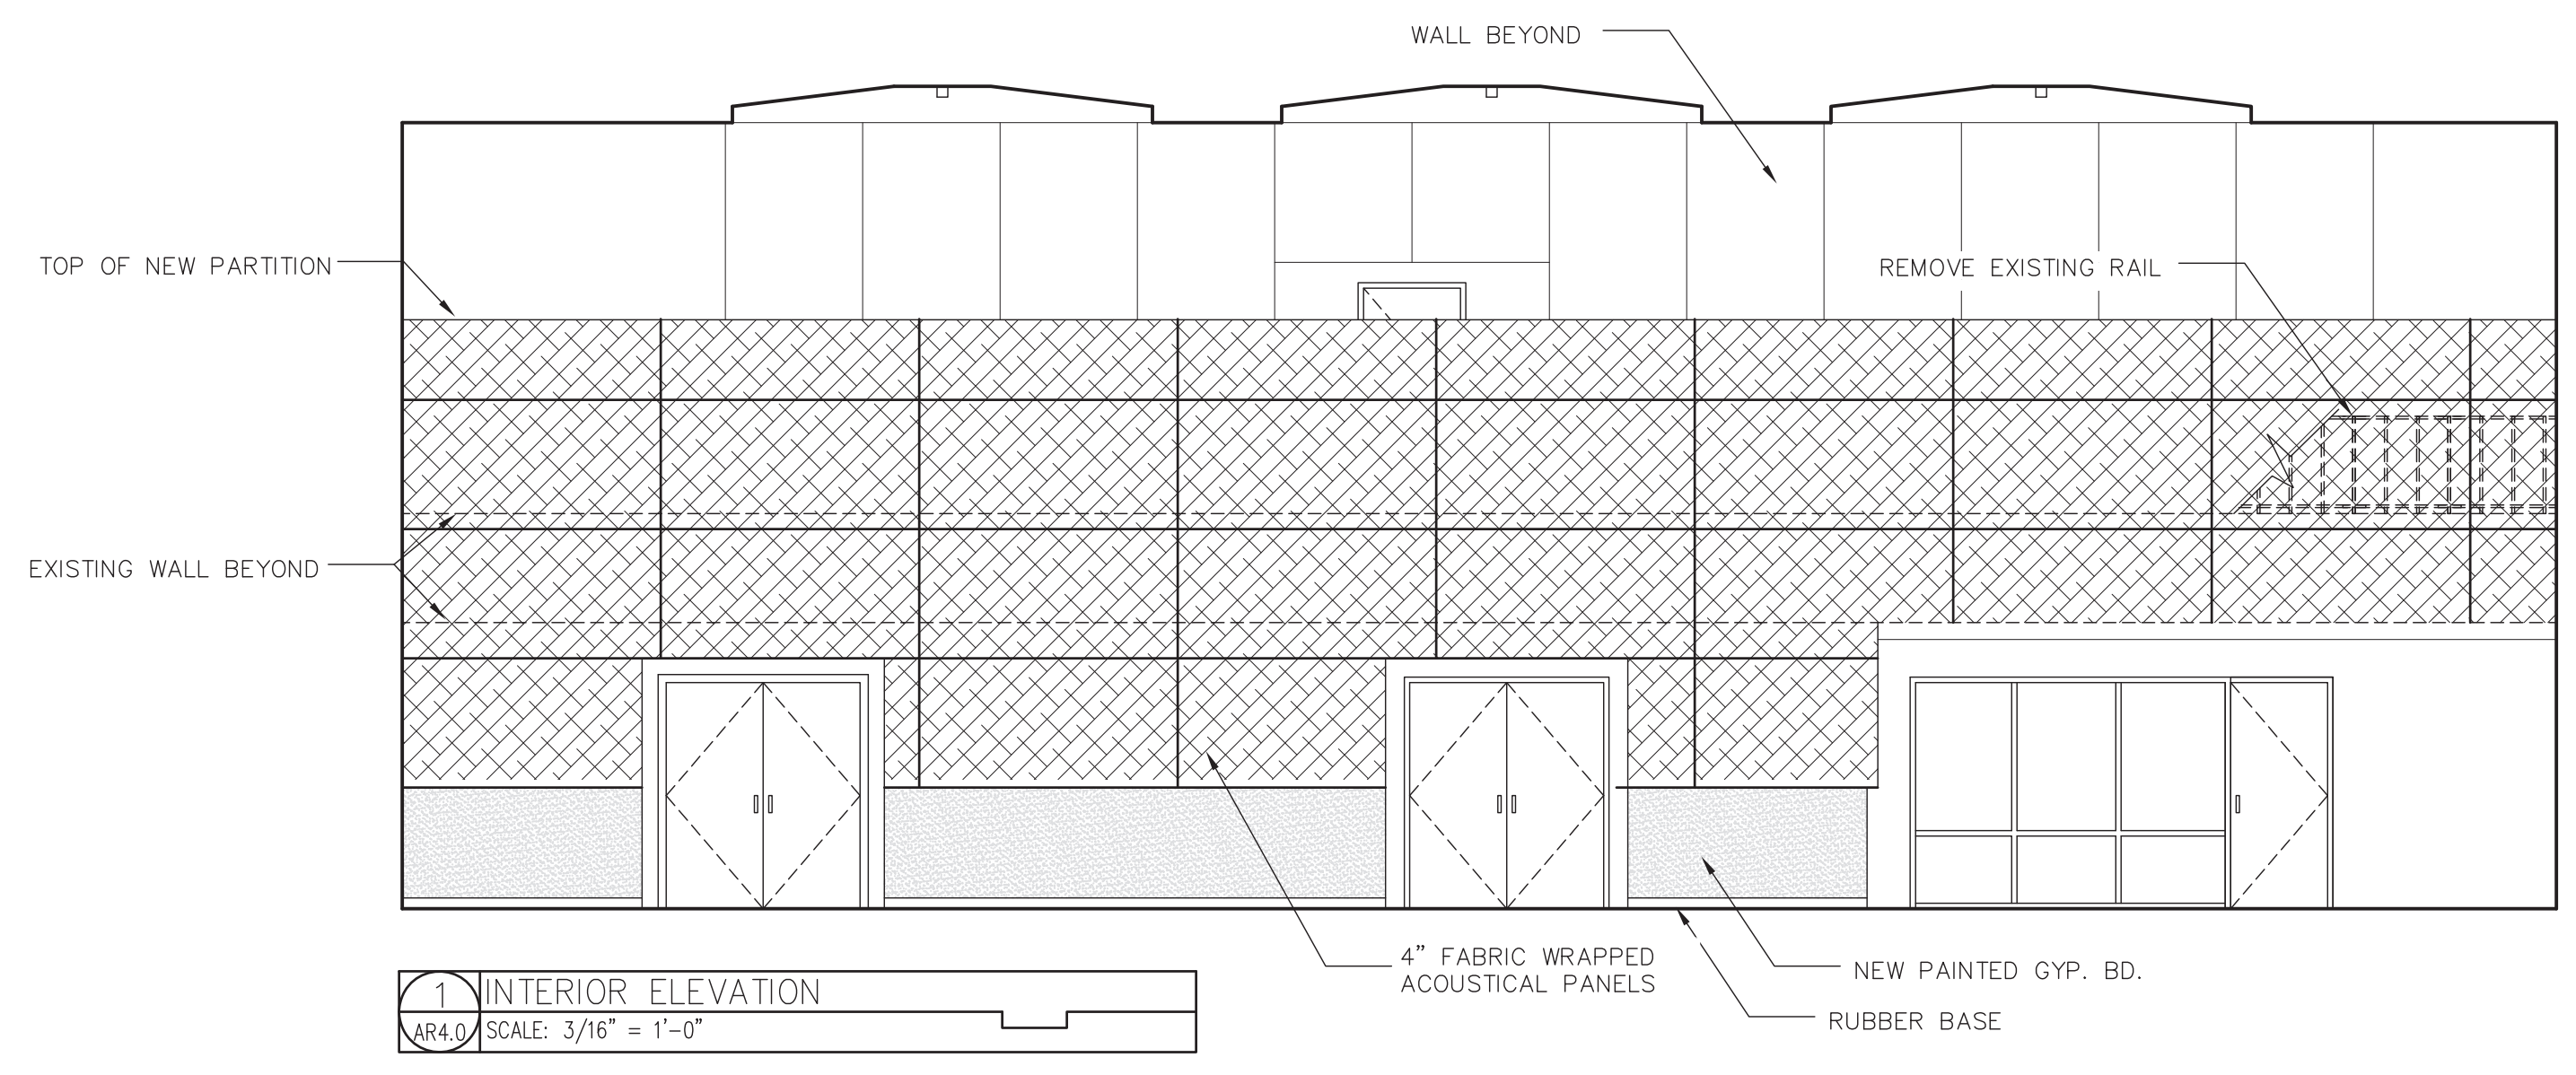 WALL BEYOND
TOP OF NEW PARTITION
REMOVE EXISTING RAIL
EXISTING WALL BEYOND
4” FABRIC WRAPPED
ACOUSTICAL PANELS
NEW PAINTED GYP. BD.
RUBBER BASE
1
INTERIOR ELEVATION
AR4.0
SCALE: 3/16” = 1’-0”